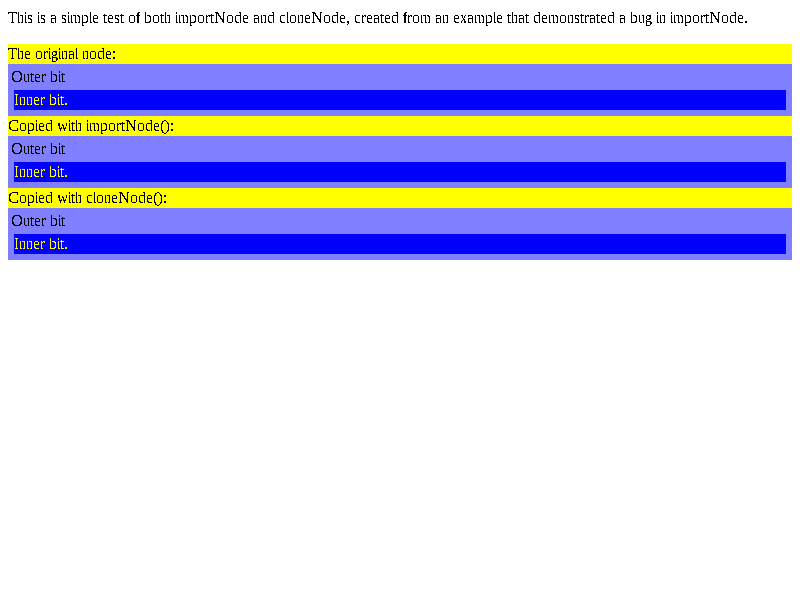 This is a simple test of both importNode and cloneNode, created from an example that demonstrated a bug in importNode.
The original node:
Outer bit
Inner bit.
Copied with importNode():
Outer bit
Inner bit.
Copied with cloneNode():
Outer bit
Inner bit.